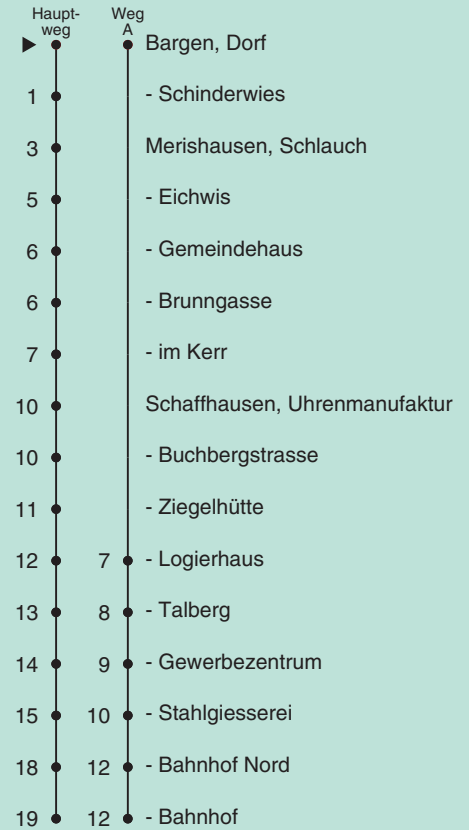 Haupt- Weg
weg A
▶ Bargen, Dorf
1 - Schinderwies
3 Merishausen, Schlauch
5 - Eichwis
6 - Gemeindehaus
6 - Brunngasse
7 - im Kerr
10 Schaffhausen, Uhrenmanufaktur
10 - Buchbergstrasse
11 - Ziegelhütte
12 7 - Logierhaus
13 8 - Talberg
14 9 - Gewerbezentrum
15 10 - Stahlgiesserei
18 12 - Bahnhof Nord
19 12 - Bahnhof